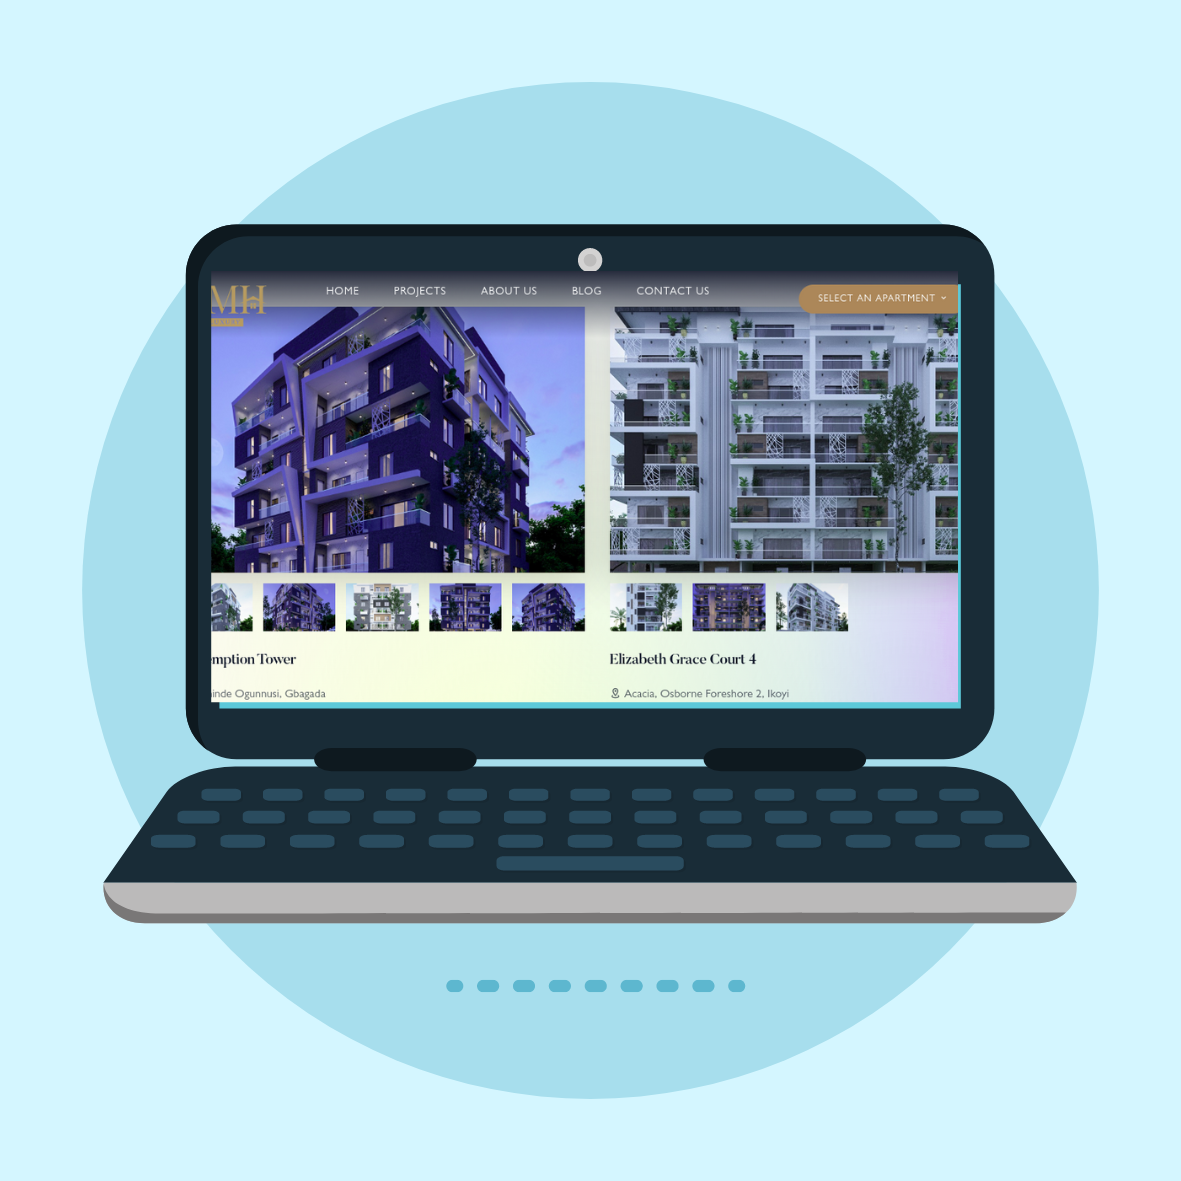 MH
HOME PROJECTS ABOUT US BLOG CONTACT US
SELECT AN APARTMENT
mption Tower
Elizabeth Grace Court 4
inde Ogunnusi, Gbagada
Acacia, Osborne Foreshore 2, Ikoyi